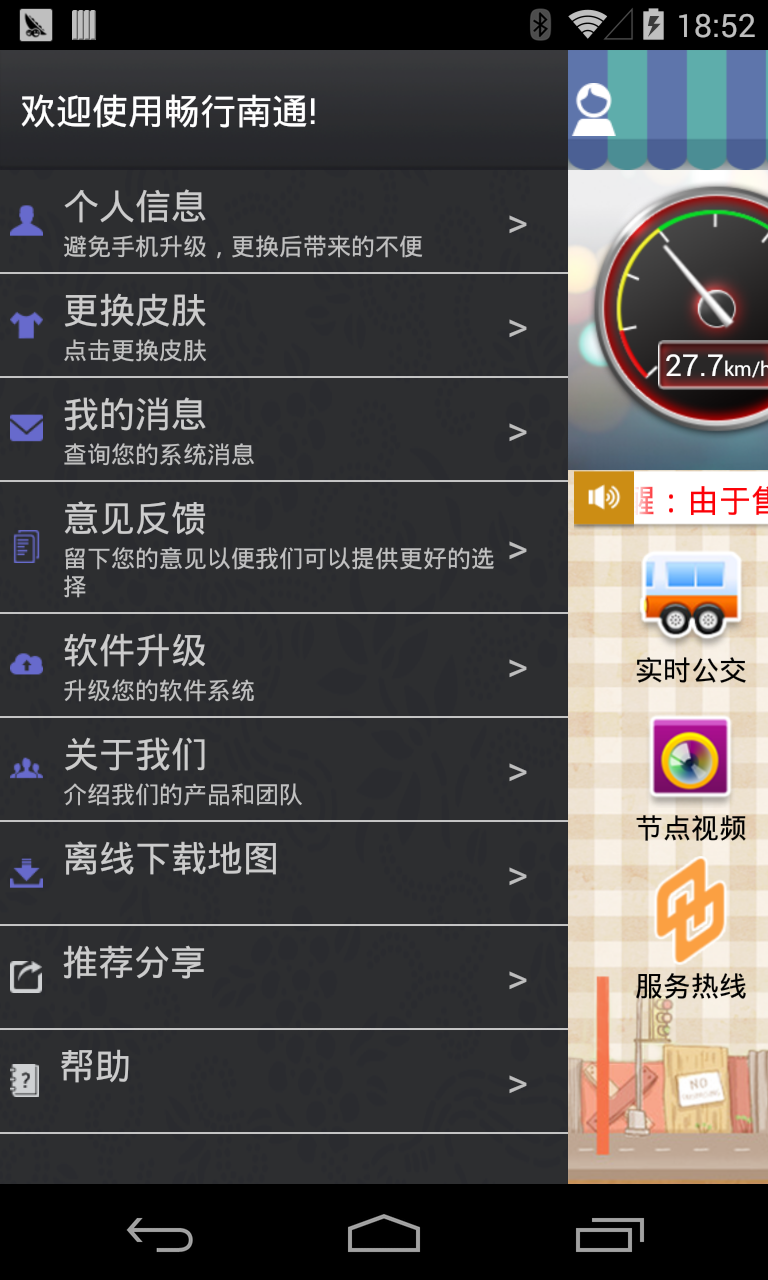 18:52
欢迎使用畅行南通!
个人信息
避免手机升级，更换后带来的不便
>
更换皮肤
点击更换皮肤
>
我的消息
查询您的系统消息
>
意见反馈
留下您的意见以便我们可以提供更好的选
择
>
软件升级
升级您的软件系统
>
关于我们
介绍我们的产品和团队
>
离线下载地图
>
推荐分享
>
帮助
?
>
27.7km/h
醒：由于售
实时公交
节点视频
服务热线
NO